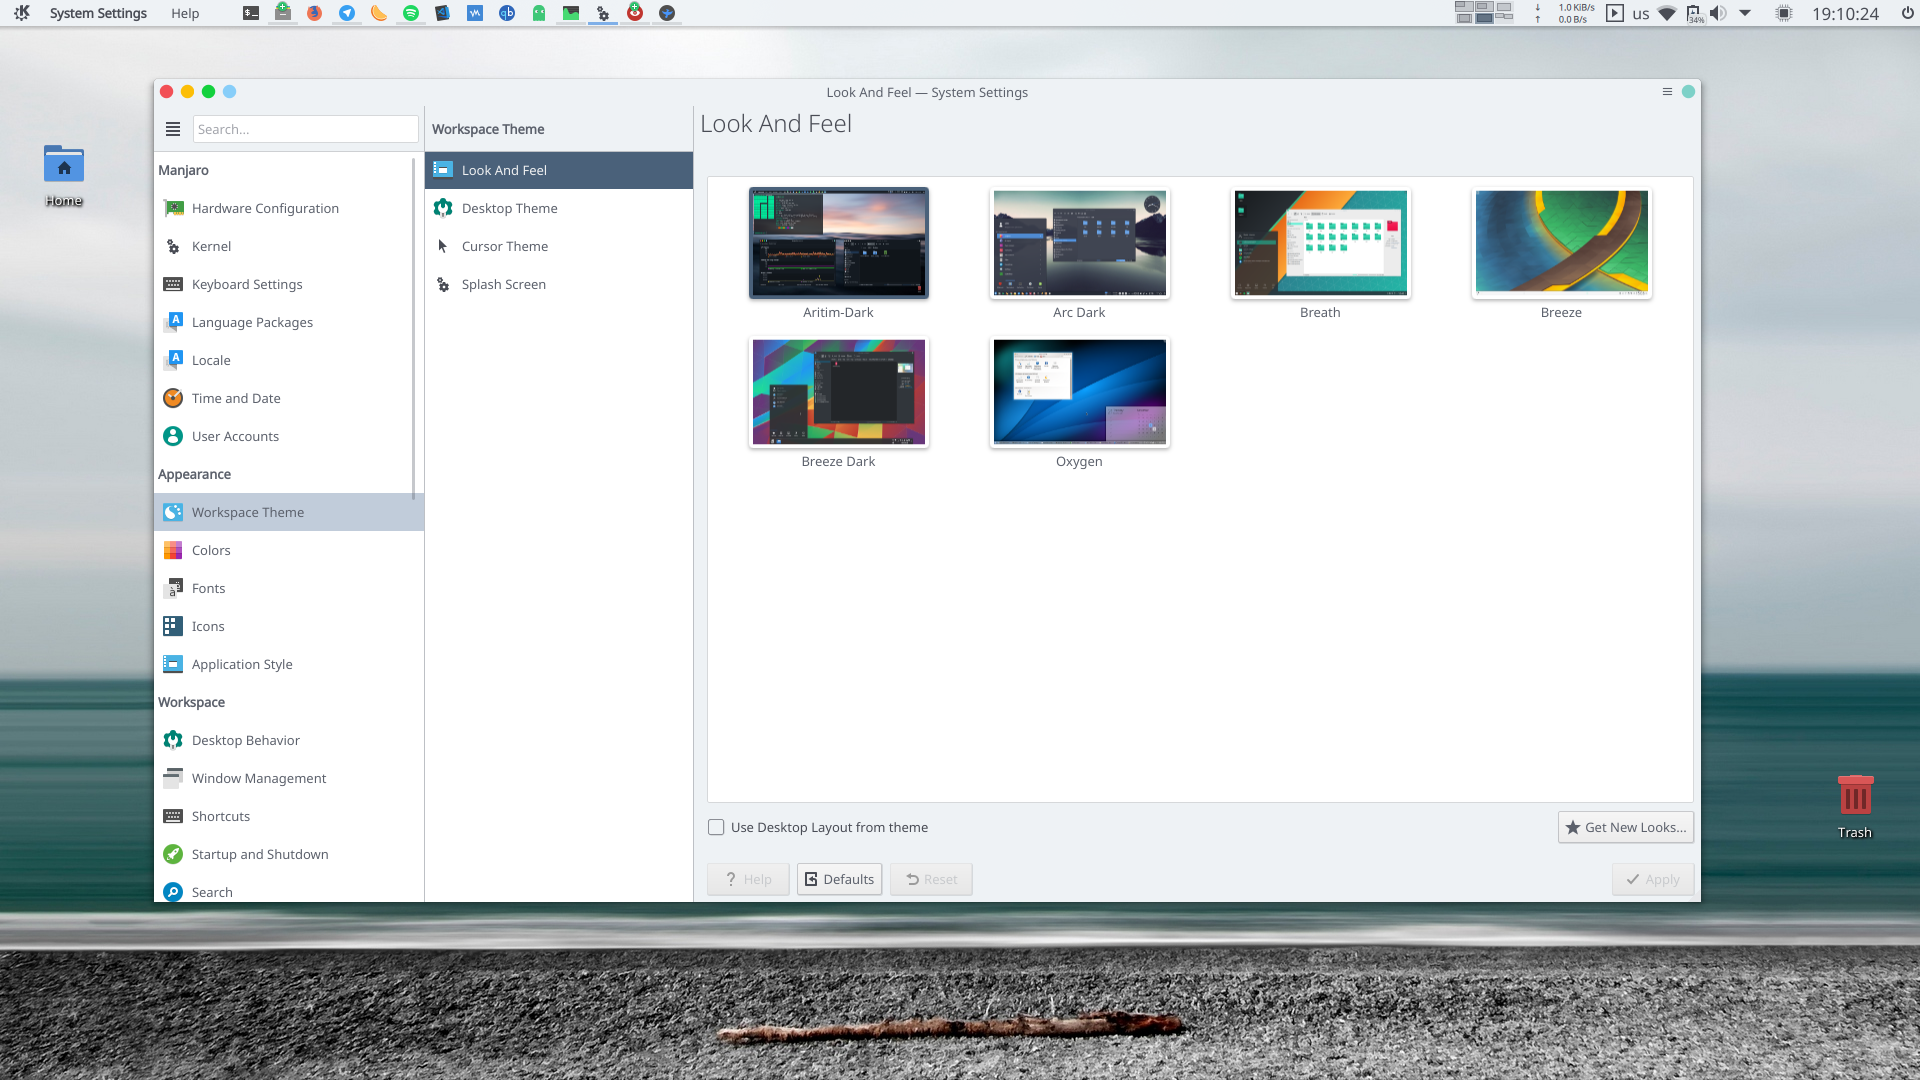 System Settings Help
1.0 KiB/s
0.0 B/s
us
34%
19:10:24
Look And Feel — System Settings
Home
Search...
Manjaro
Hardware Configuration
Kernel
Keyboard Settings
Language Packages
Locale
Time and Date
User Accounts
Appearance
Workspace Theme
Colors
Fonts
Icons
Application Style
Workspace
Desktop Behavior
Window Management
Shortcuts
Startup and Shutdown
Search
Workspace Theme
Look And Feel
Desktop Theme
Cursor Theme
Splash Screen
Look And Feel
Aritim-Dark
Arc Dark
Breath
Breeze
Breeze Dark
Oxygen
Use Desktop Layout from theme
Get New Looks...
Help
Defaults
Reset
Apply
Trash